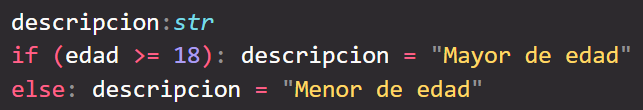 descripcion:str
if (edad >= 18): descripcion = "Mayor de edad"
else: descripcion = "Menor de edad"